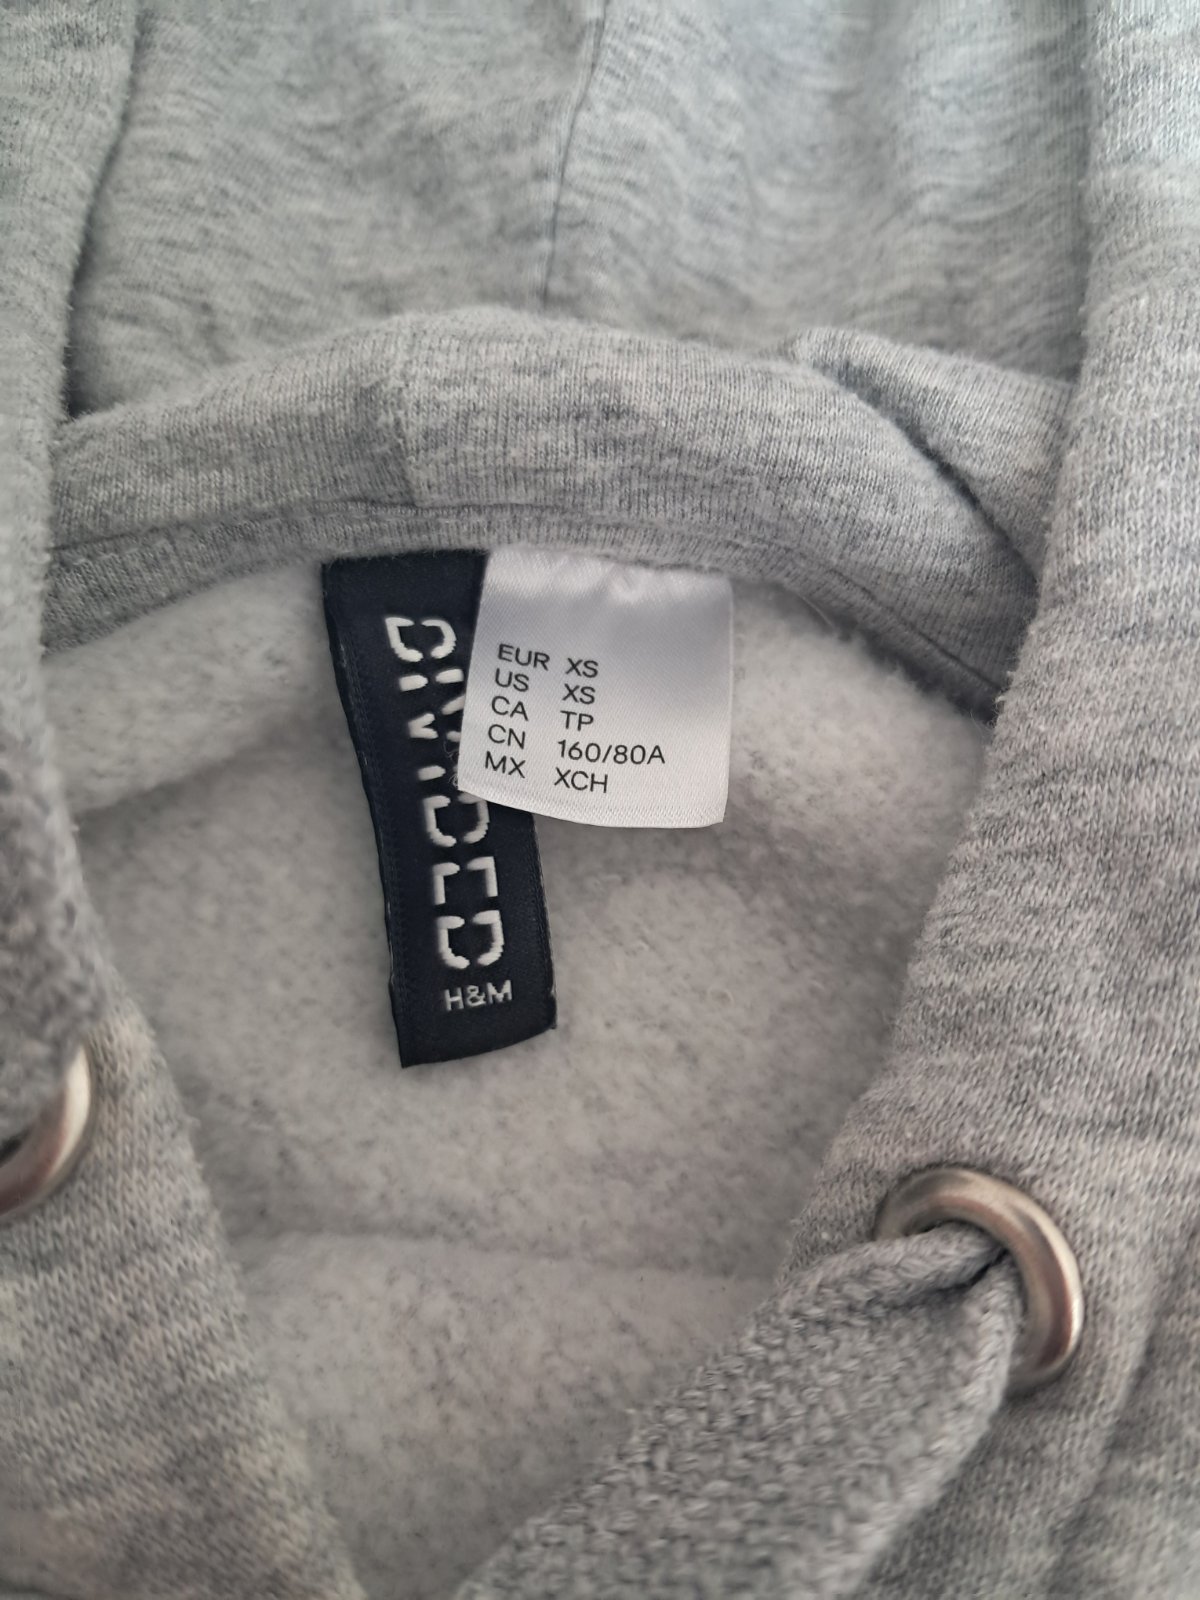 DIVIDED
H&M
EUR XS
US XS
CA TP
CN 160/80A
MX XCH